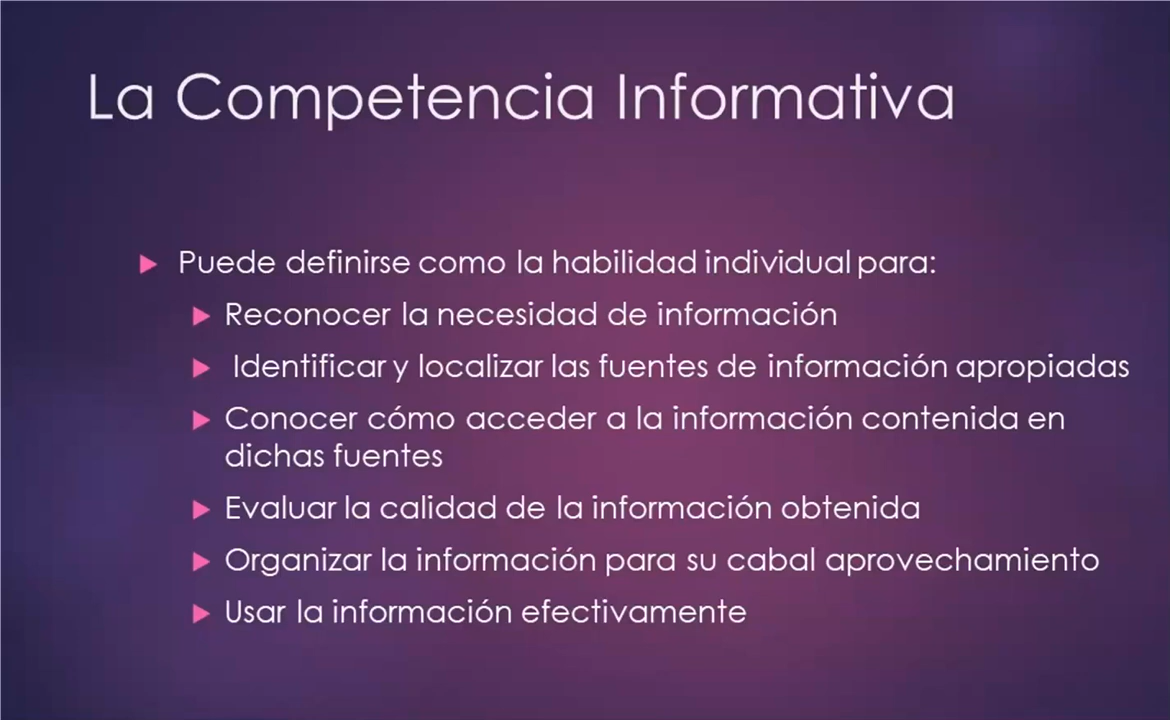 La Competencia Informativa
Puede definirse como la habilidad individual para:
Reconocer la necesidad de información
Identificar y localizar las fuentes de información apropiadas
Conocer cómo acceder a la información contenida en
dichas fuentes
Evaluar la calidad de la información obtenida
Organizar la información para su cabal aprovechamiento
Usar la información efectivamente